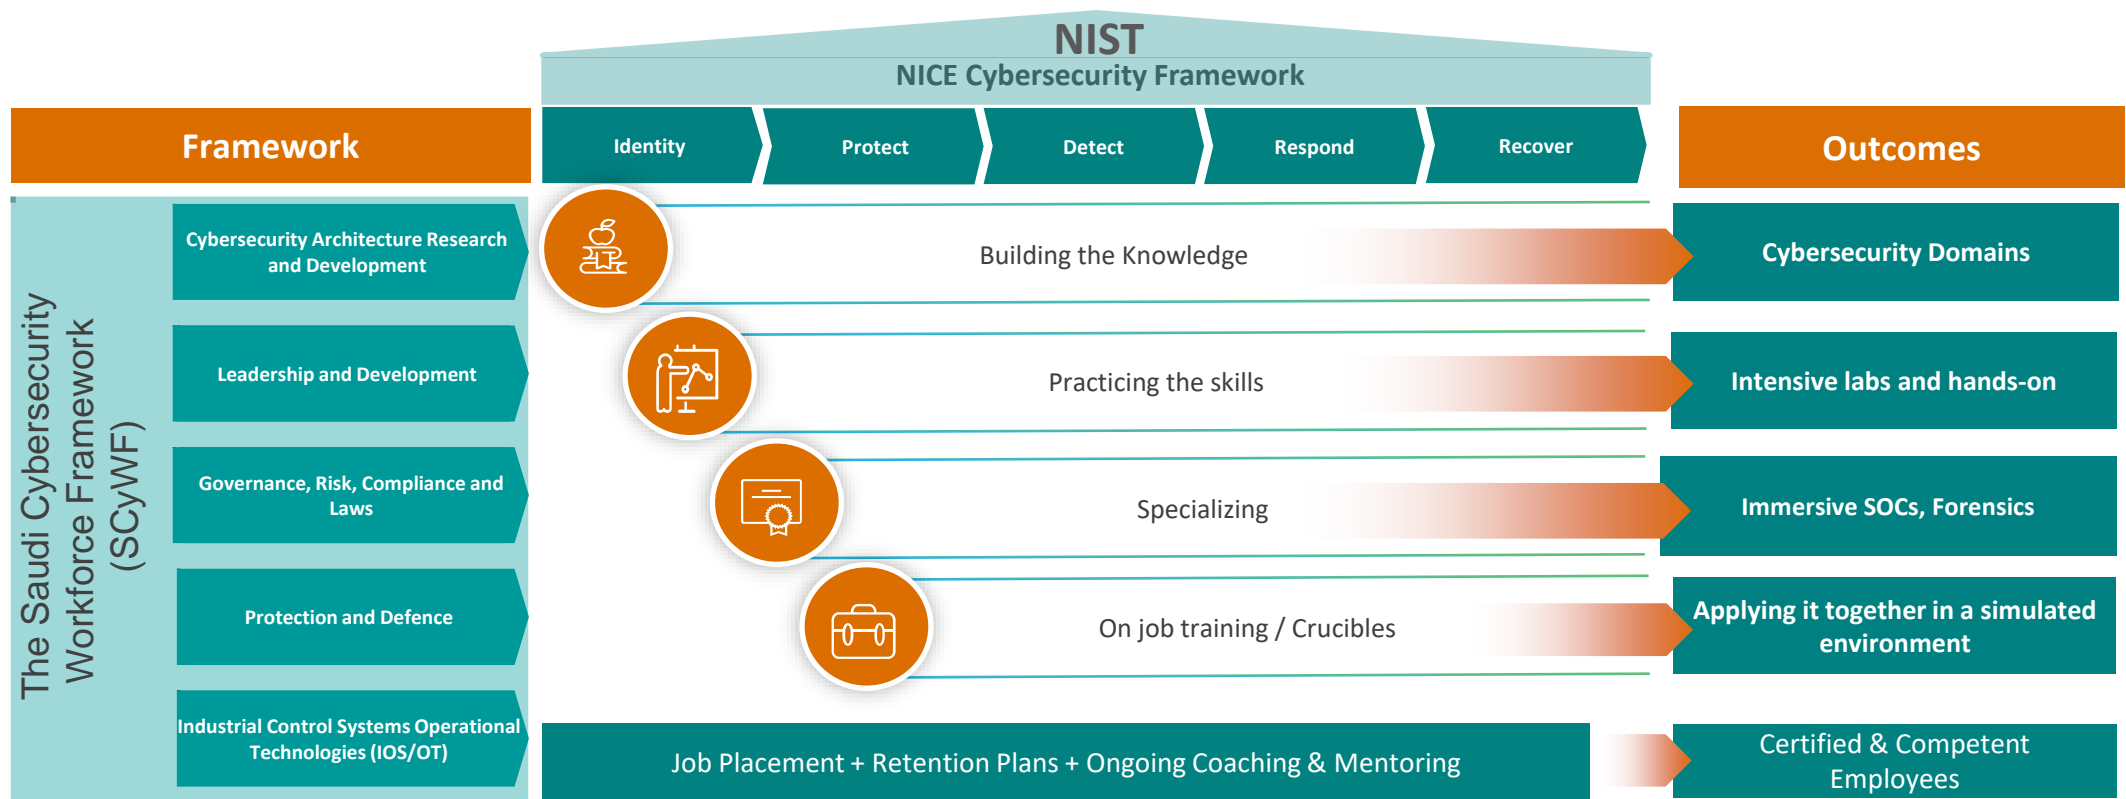 NIST
NICE Cybersecurity Framework
Framework
Identity
Protect
Detect
Respond
Recover
Outcomes
The Saudi Cybersecurity
Workforce Framework
(SCyWF)
Cybersecurity Architecture Research
and Development
Building the Knowledge
Cybersecurity Domains
Leadership and Development
Practicing the skills
Intensive labs and hands-on
Governance, Risk, Compliance and
Laws
Specializing
Immersive SOCs, Forensics
Protection and Defence
On job training / Crucibles
Applying it together in a simulated
environment
Industrial Control Systems Operational
Technologies (IOS/OT)
Job Placement + Retention Plans + Ongoing Coaching & Mentoring
Certified & Competent
Employees